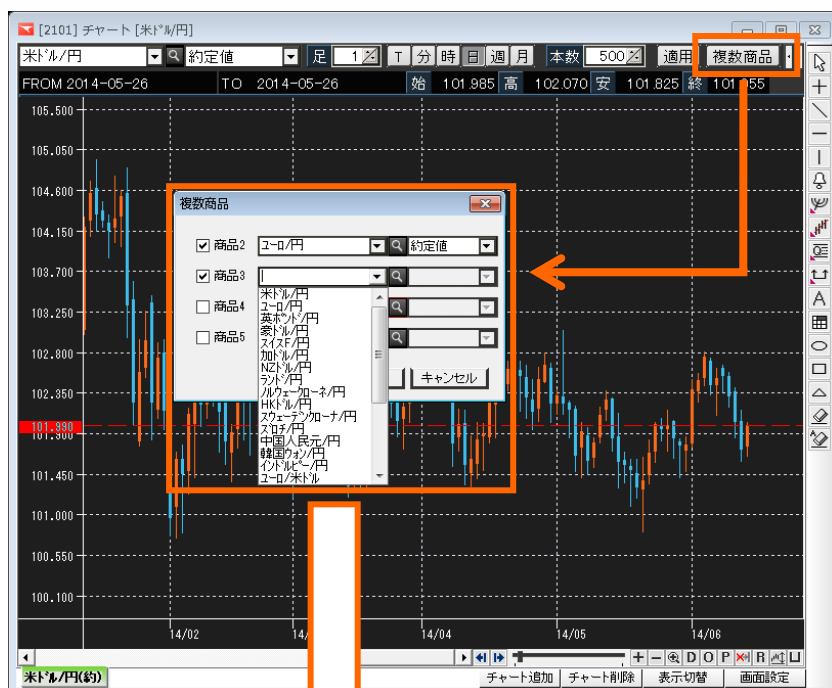 [2101] チャート [米ドル/円]
米ドル/円 約定値 足 1 T 分 時 日 週 月 本数 500 適用 複数商品
FROM 2014-05-26 TO 2014-05-26 始 101.985 高 102.070 安 101.825 終 101.955
105.500
105.050
104.600
104.150
103.700
103.250
102.800
102.350
101.990
101.900
101.450
101.000
100.550
100.100
複数商品
商品2 ユーロ/円 約定値
商品3
米ドル/円
ユーロ/円
英ポンド/円
豪ドル/円
スイスF/円
加ドル/円
NZドル/円
ランド/円
ノルウェークローネ/円
HKドル/円
スウェーデンクローナ/円
ズロチ/円
中国人民元/円
韓国ウォン/円
インドルピー/円
ユーロ/米ドル
商品4
商品5
キャンセル
A
14/02 14/ 14/04 14/05 14/06
D O P R
米ドル/円(約) チャート追加 チャート削除 表示切替 画面設定